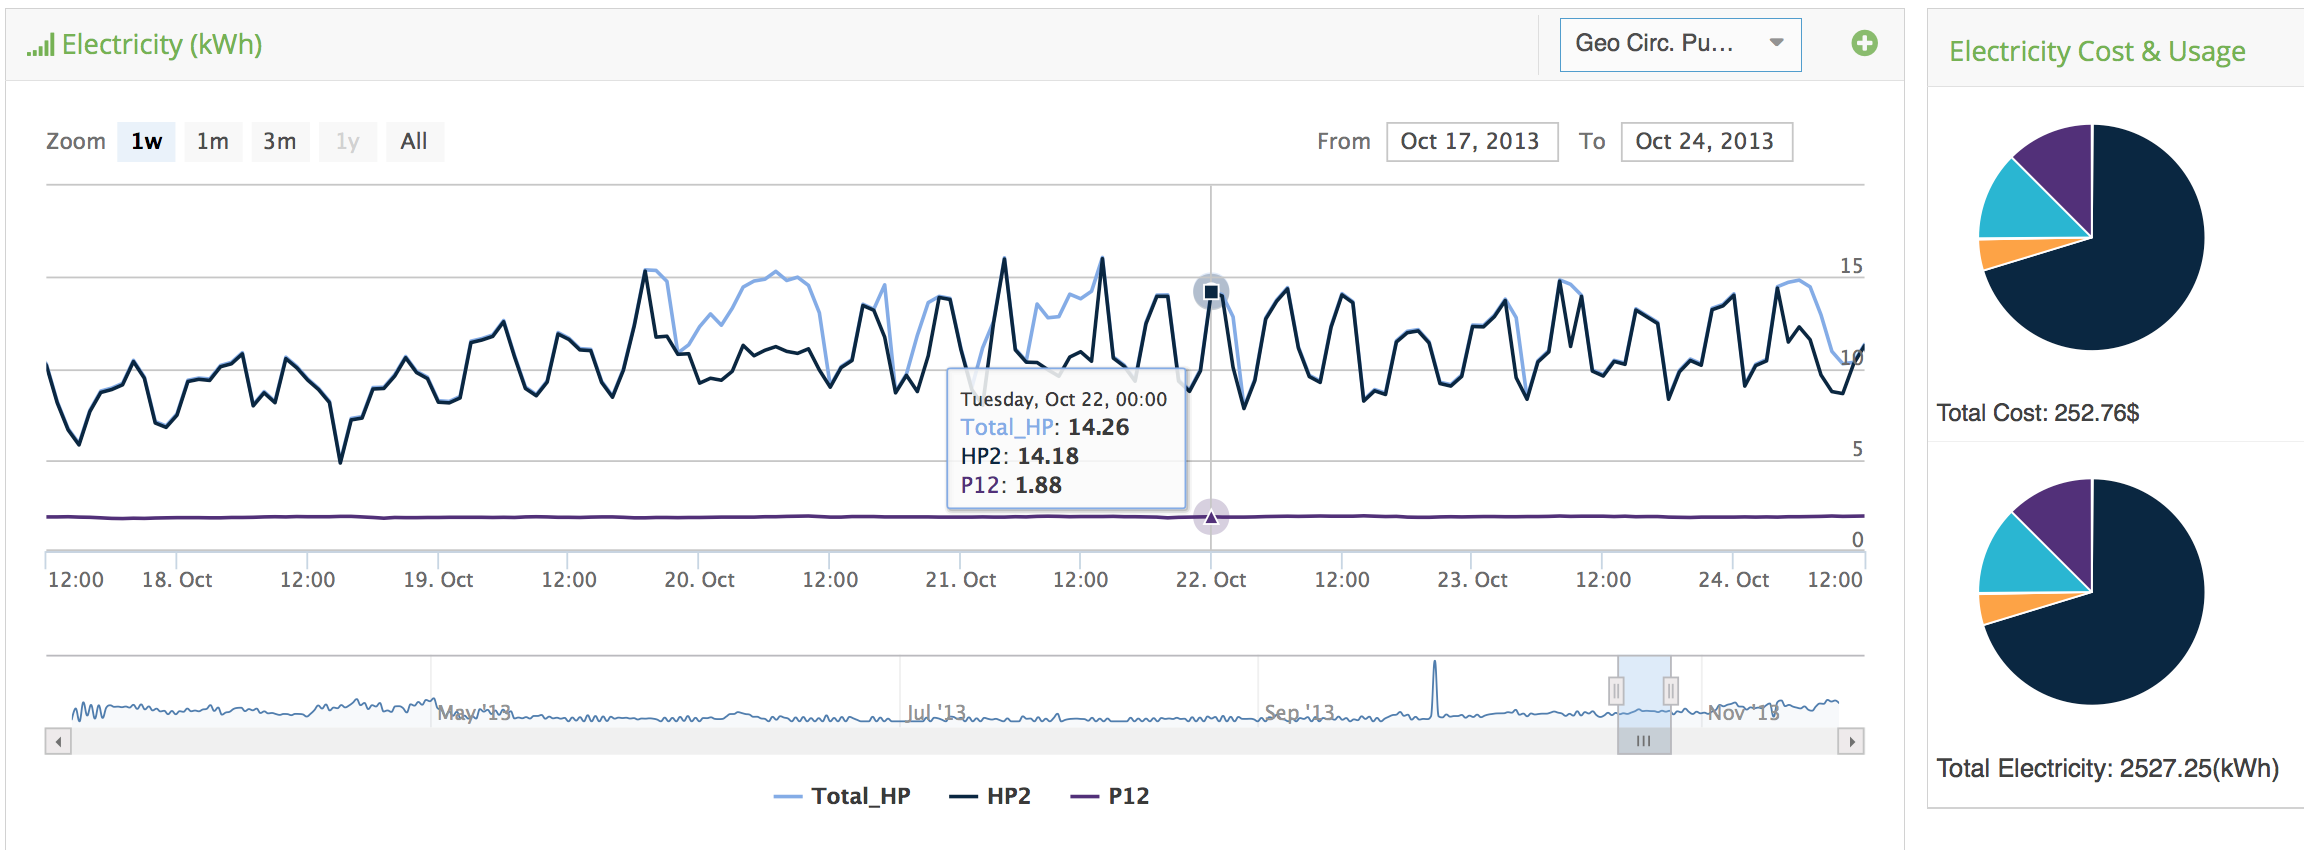 Electricity (kWh)
Geo Circ. Pu...
Electricity Cost & Usage
Zoom 1w 1m 3m 1y All
From Oct 17, 2013 To Oct 24, 2013
15
10
5
0
Tuesday, Oct 22, 00:00
Total_HP: 14.26
HP2: 14.18
P12: 1.88
12:00 18. Oct 12:00 19. Oct 12:00 20. Oct 12:00 21. Oct 12:00 22. Oct 12:00 23. Oct 12:00 24. Oct 12:00
May '13 Jul '13 Sep '13 Nov '13
Total_HP HP2 P12
Total Cost: 252.76$
Total Electricity: 2527.25(kWh)